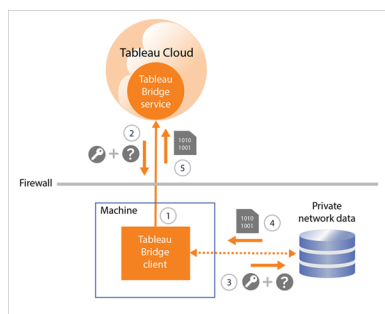 Tableau Cloud
Tableau
Bridge
service
2
+ ?
1010
1001
5
Firewall
Machine
1
1010
1001
4
Private
network data
Tableau
Bridge
client
3
+ ?